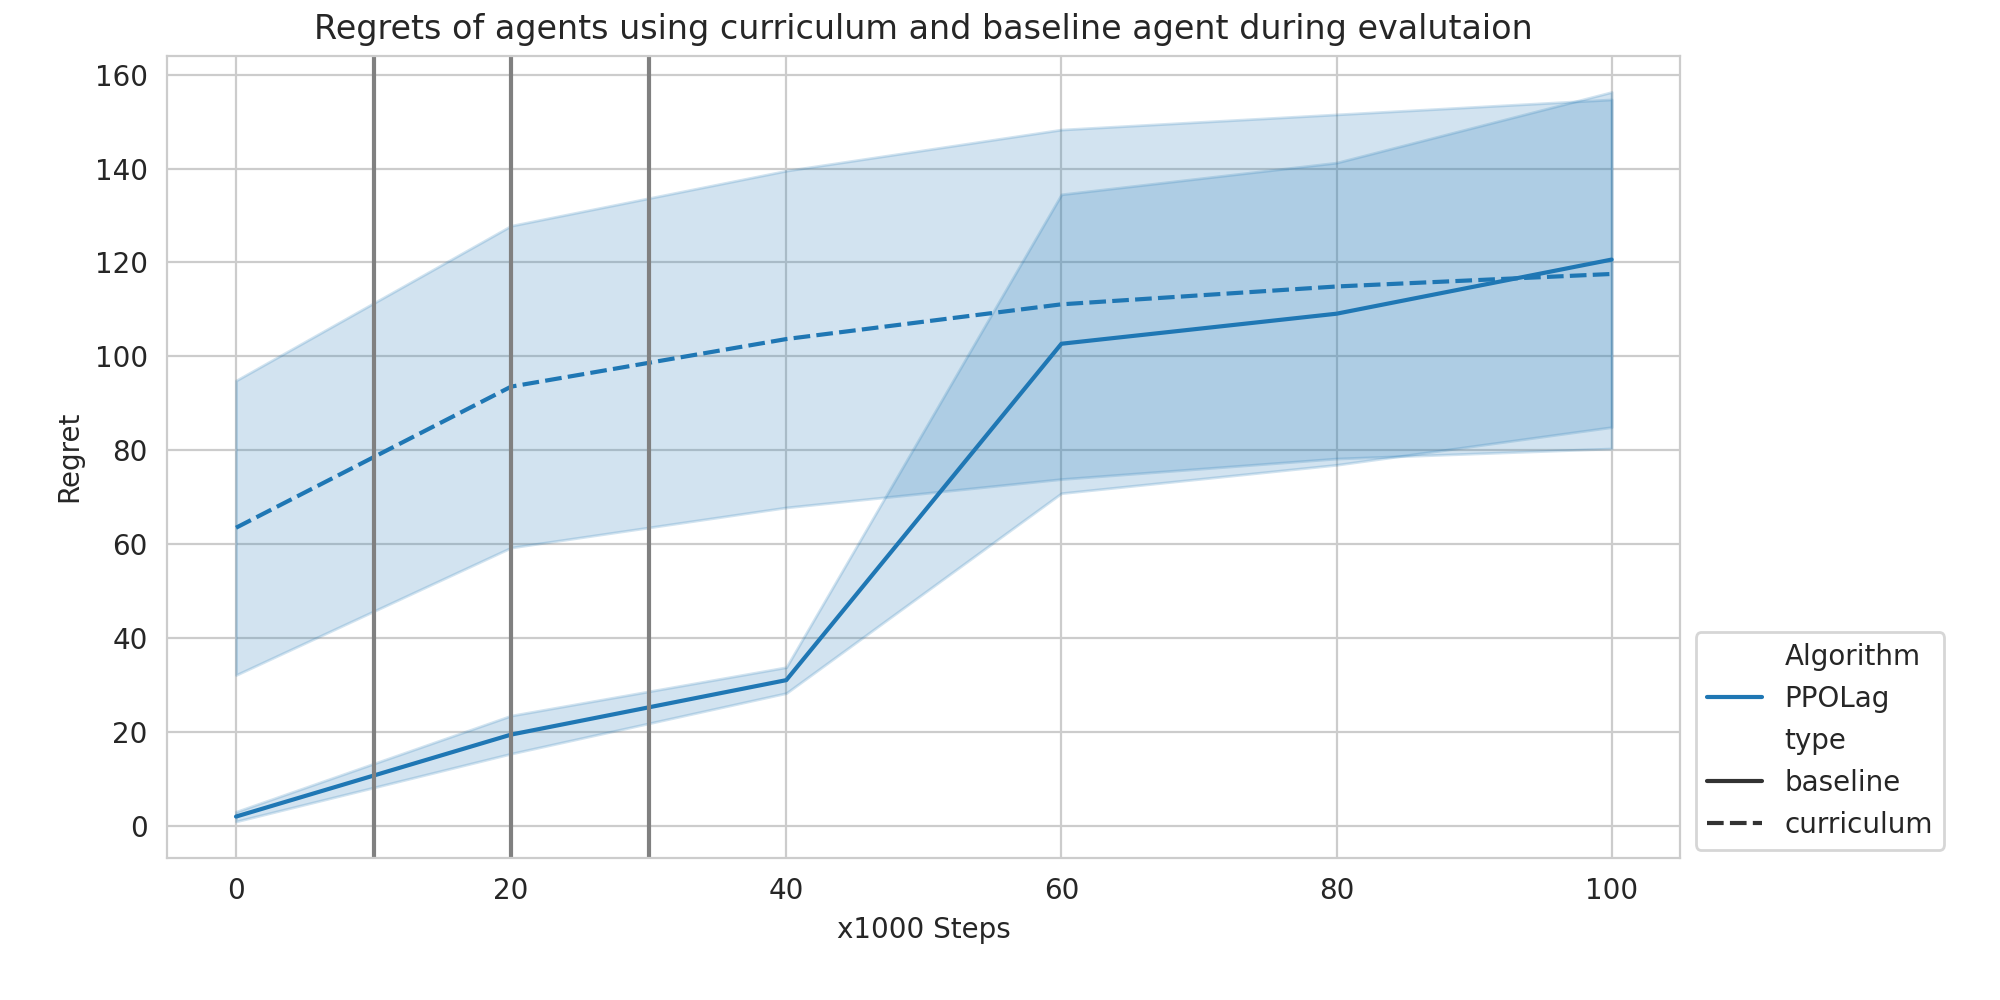 Regrets of agents using curriculum and baseline agent during evalutaion
160
140
120
100
80
60
40
20
0
Regret
0 20 40 60 80 100
x1000 Steps
Algorithm
PPOLag
type
baseline
curriculum